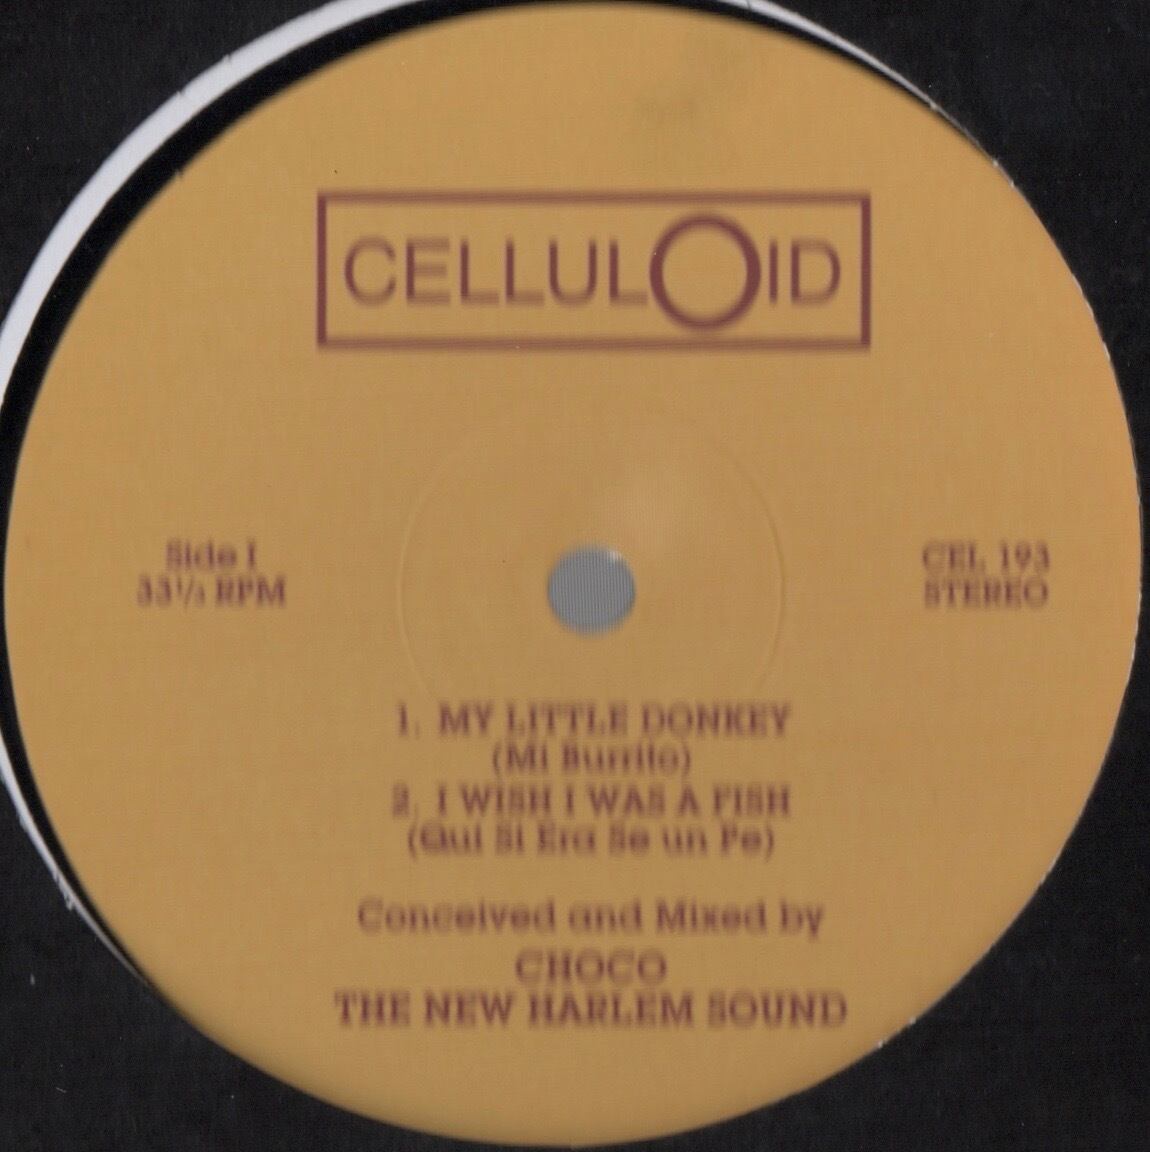 CELLULOID
Side I
33⅓ RPM
CEL 193
STEREO
1. MY LITTLE DONKEY
(Mi Burrito)
2. I WISH I WAS A FISH
(Qui Si Era Se un Pe)
Conceived and Mixed by
CHOCO
THE NEW HARLEM SOUND